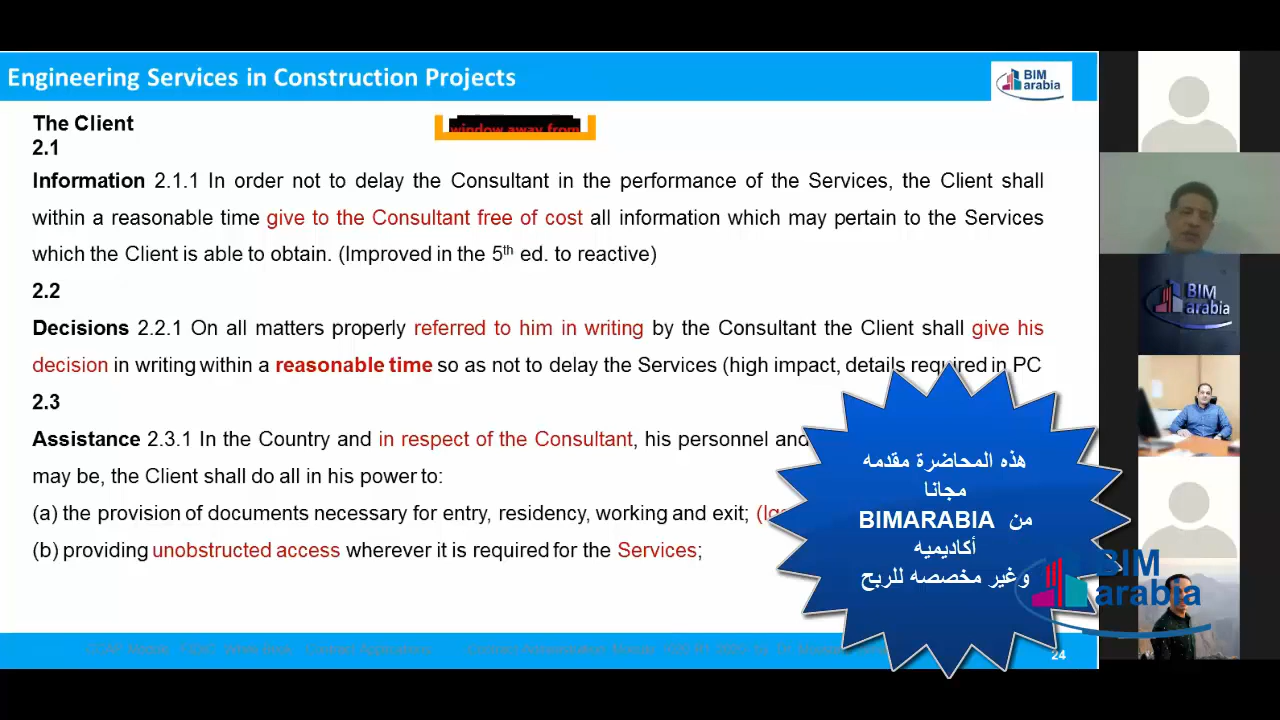 Engineering Services in Construction Projects
BIM
arabia
The Client
window away from
2.1
Information 2.1.1 In order not to delay the Consultant in the performance of the Services, the Client shall
within a reasonable time give to the Consultant free of cost all information which may pertain to the Services
which the Client is able to obtain. (Improved in the 5th ed. to reactive)
2.2
Decisions 2.2.1 On all matters properly referred to him in writing by the Consultant the Client shall give his
decision in writing within a reasonable time so as not to delay the Services (high impact, details required in PC
2.3
Assistance 2.3.1 In the Country and in respect of the Consultant, his personnel and
may be, the Client shall do all in his power to:
(a) the provision of documents necessary for entry, residency, working and exit;
(b) providing unobstructed access wherever it is required for the Services;
هذه المحاضرة مقدمه
مجانا
من BIMARABIA
أكاديميه
وغير مخصصه للربح
BIM
arabia
BIM
arabia
24